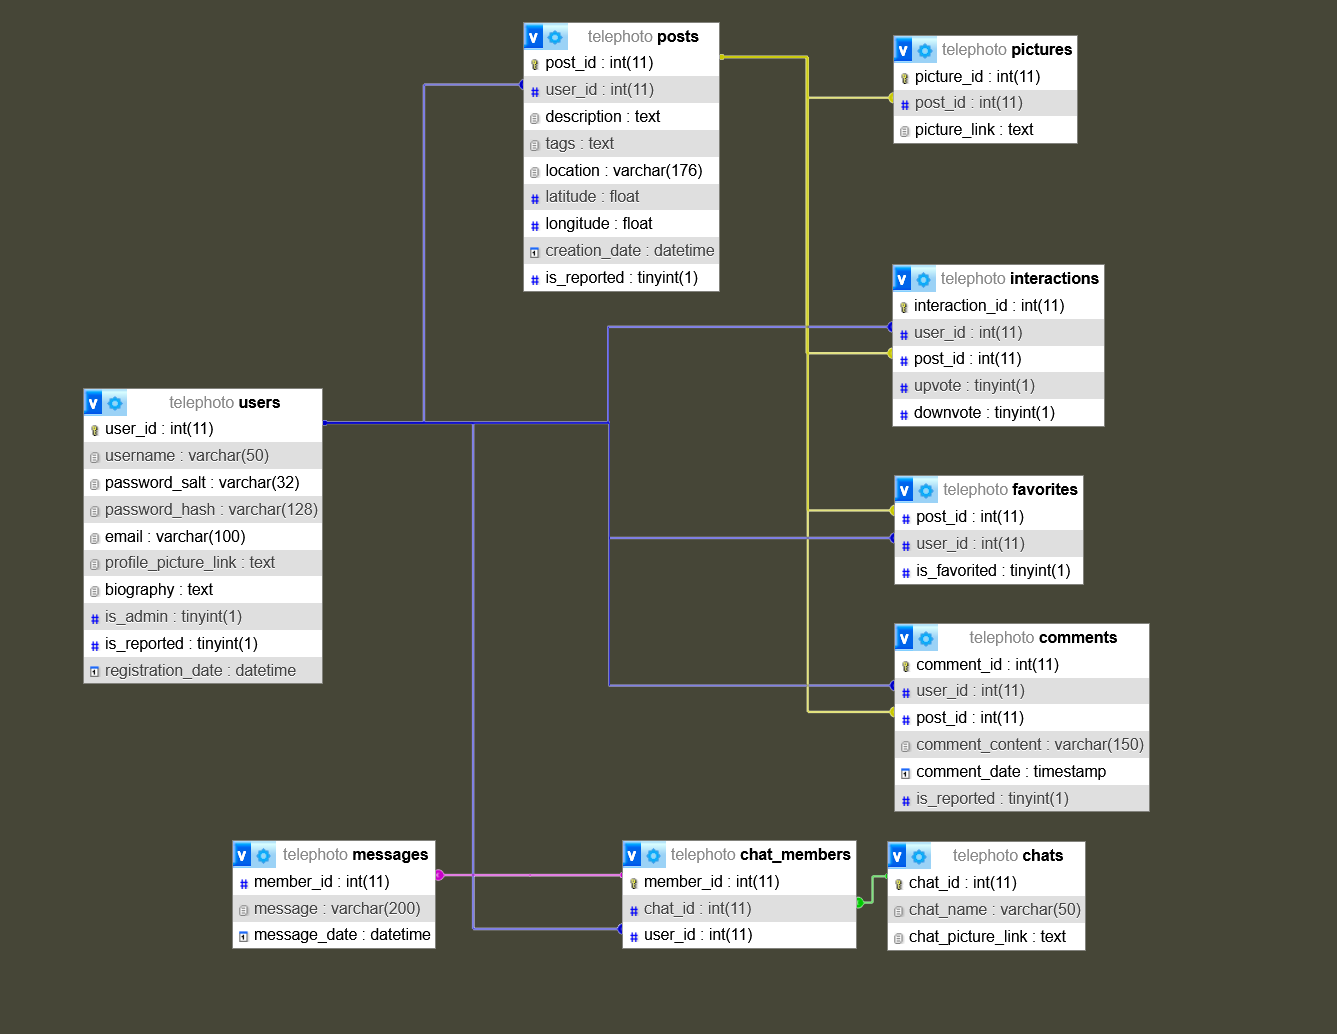 v telephoto posts
post_id : int(11)
user_id : int(11)
description : text
tags : text
location : varchar(176)
latitude : float
longitude : float
creation_date : datetime
is_reported : tinyint(1)
v telephoto pictures
picture_id : int(11)
post_id : int(11)
picture_link : text
v telephoto interactions
interaction_id : int(11)
user_id : int(11)
post_id : int(11)
upvote : tinyint(1)
downvote : tinyint(1)
v telephoto users
user_id : int(11)
username : varchar(50)
password_salt : varchar(32)
password_hash : varchar(128)
email : varchar(100)
profile_picture_link : text
biography : text
is_admin : tinyint(1)
is_reported : tinyint(1)
registration_date : datetime
v telephoto favorites
post_id : int(11)
user_id : int(11)
is_favorited : tinyint(1)
v telephoto comments
comment_id : int(11)
user_id : int(11)
post_id : int(11)
comment_content : varchar(150)
comment_date : timestamp
is_reported : tinyint(1)
v telephoto messages
member_id : int(11)
message : varchar(200)
message_date : datetime
v telephoto chat_members
member_id : int(11)
chat_id : int(11)
user_id : int(11)
v telephoto chats
chat_id : int(11)
chat_name : varchar(50)
chat_picture_link : text